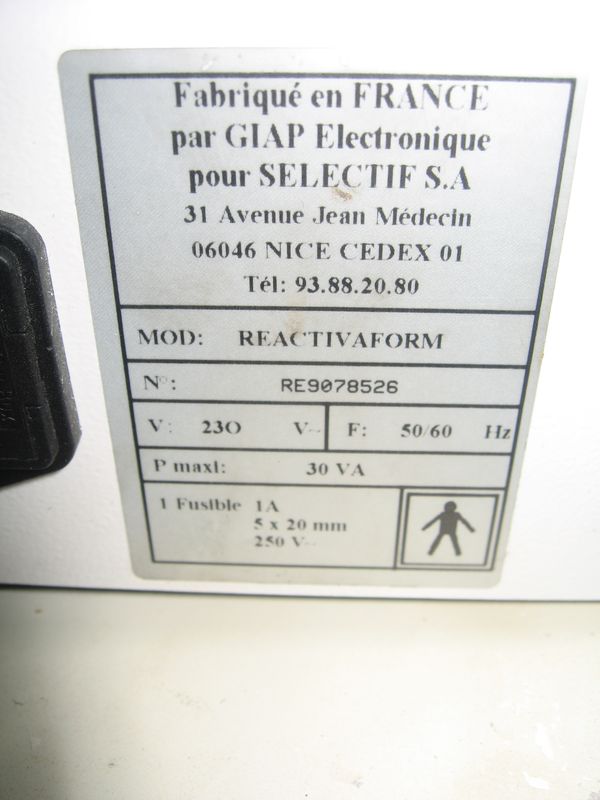 Fabriqué en FRANCE
par GIAP Electronique
pour SELECTIF S.A
31 Avenue Jean Médecin
06046 NICE CEDEX 01
Tél: 93.88.20.80
MOD: REACTIVAFORM
N°: RE9078526
V: 230 V~ F: 50/60 Hz
P maxi: 30 VA
1 Fusible 1A
5 x 20 mm
250 V~